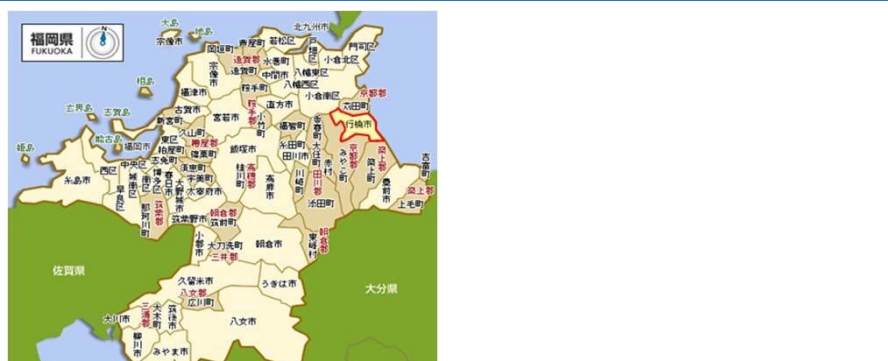 大島
地島
宗像市
北九州市
福岡県
FUKUOKA
N
岡垣町
芦屋町
若松区
戸畑区
門司区
遠賀郡
遠賀町
水巻町
小倉北区
宗像市
中間市
八幡東区
八幡西区
相島
福津市
鞍手町
小倉南区
京都郡
苅田町
玄界島
志賀島
古賀市
宮若市
鞍手郡
直方市
行橋市
新宮町
小竹町
福智町
香春町
能古島
福岡市
久山町
東区
粕屋町
糟屋郡
篠栗町
飯塚市
糸田町
田川市
大任町
赤村
京都郡
みやこ町
築上郡
築上町
吉富町
姫島
志免町
中央区
西区
糸島市
早良区
城南区
南区
博多区
春日市
大野城市
須恵町
宇美町
太宰府市
桂川町
嘉穂郡
嘉麻市
川崎町
田川郡
添田町
豊前市
築上郡
上毛町
那珂川町
筑紫郡
筑紫野市
朝倉郡
筑前町
小郡市
大刀洗町
三井郡
朝倉市
東峰村
朝倉郡
佐賀県
大分県
久留米市
うきは市
八女郡
広川町
大川市
三潴郡
大木町
筑後市
八女市
柳川市
みやま市